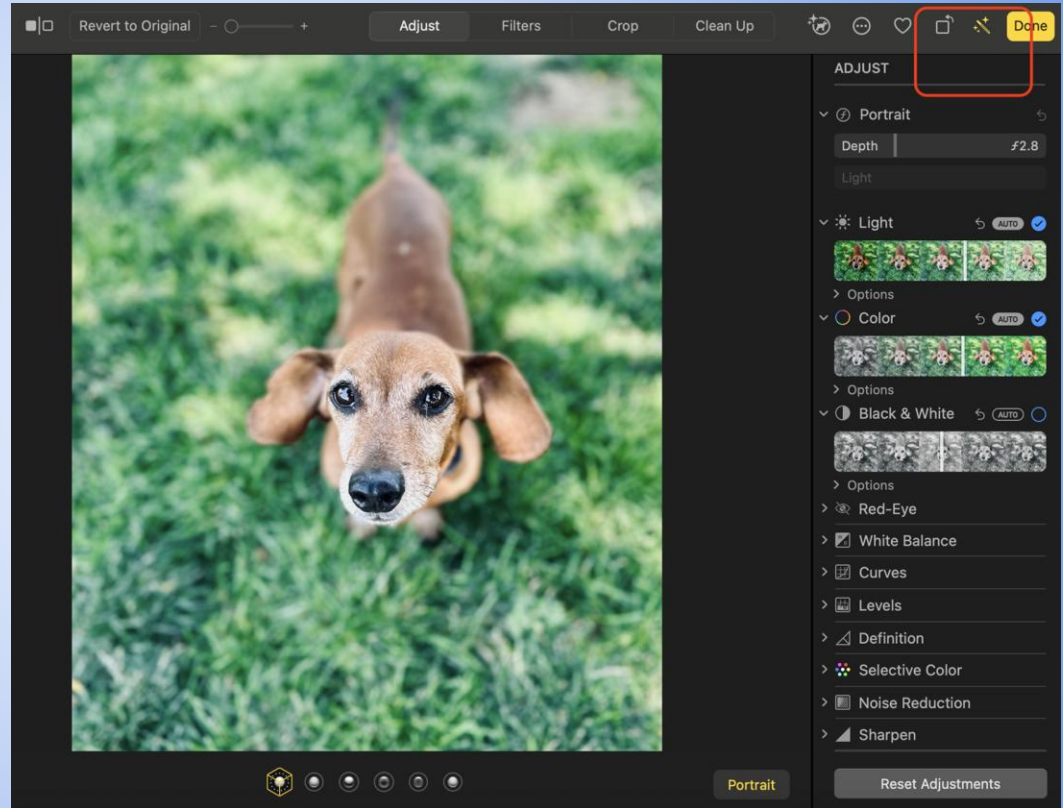 Revert to Original
Adjust Filters Crop Clean Up
Done
ADJUST
Portrait
Depth ƒ2.8
Light
Light AUTO
Options
Color AUTO
Options
Black & White AUTO
Options
Red-Eye
White Balance
Curves
Levels
Definition
Selective Color
Noise Reduction
Sharpen
Portrait
Reset Adjustments